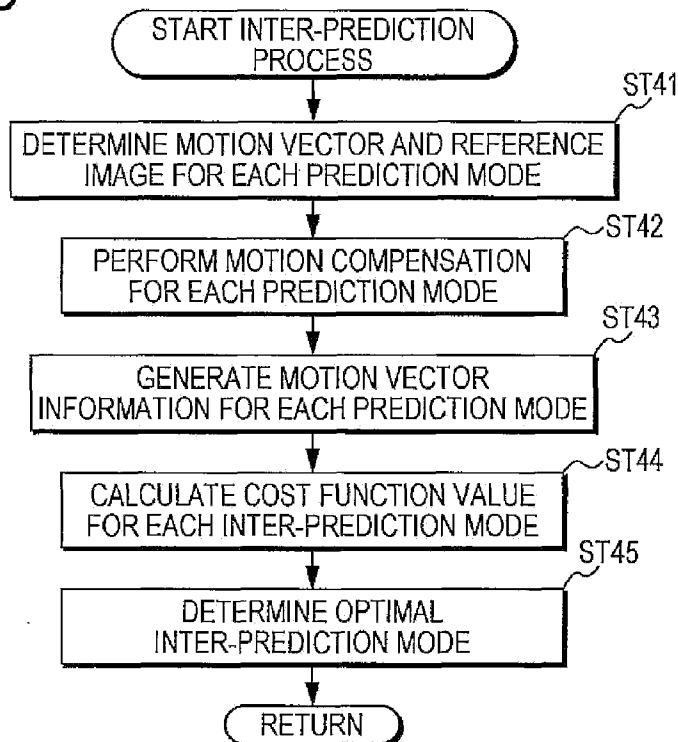 START INTER-PREDICTION
PROCESS
ST41
DETERMINE MOTION VECTOR AND REFERENCE
IMAGE FOR EACH PREDICTION MODE
ST42
PERFORM MOTION COMPENSATION
FOR EACH PREDICTION MODE
ST43
GENERATE MOTION VECTOR
INFORMATION FOR EACH PREDICTION MODE
ST44
CALCULATE COST FUNCTION VALUE
FOR EACH INTER-PREDICTION MODE
ST45
DETERMINE OPTIMAL
INTER-PREDICTION MODE
RETURN